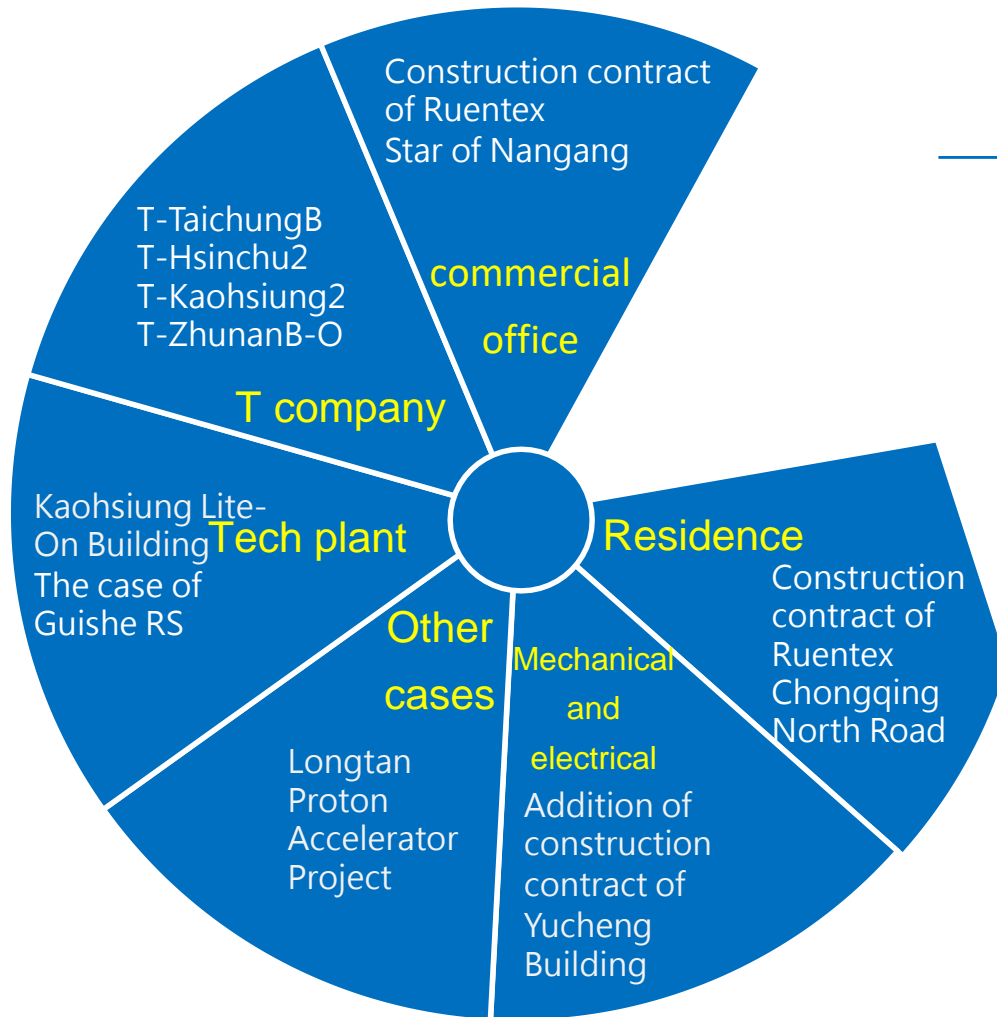 Construction contract
of Ruentex
Star of Nangang
commercial
office
T-TaichungB
T-Hsinchu2
T-Kaohsiung2
T-ZhunanB-O
T company
Kaohsiung Lite-
On Building
The case of
Guishe RS
Tech plant
Other
cases
Longtan
Proton
Accelerator
Project
Mechanical
and
electrical
Addition of
construction
contract of
Yucheng
Building
Residence
Construction
contract of
Ruentex
Chongqing
North Road